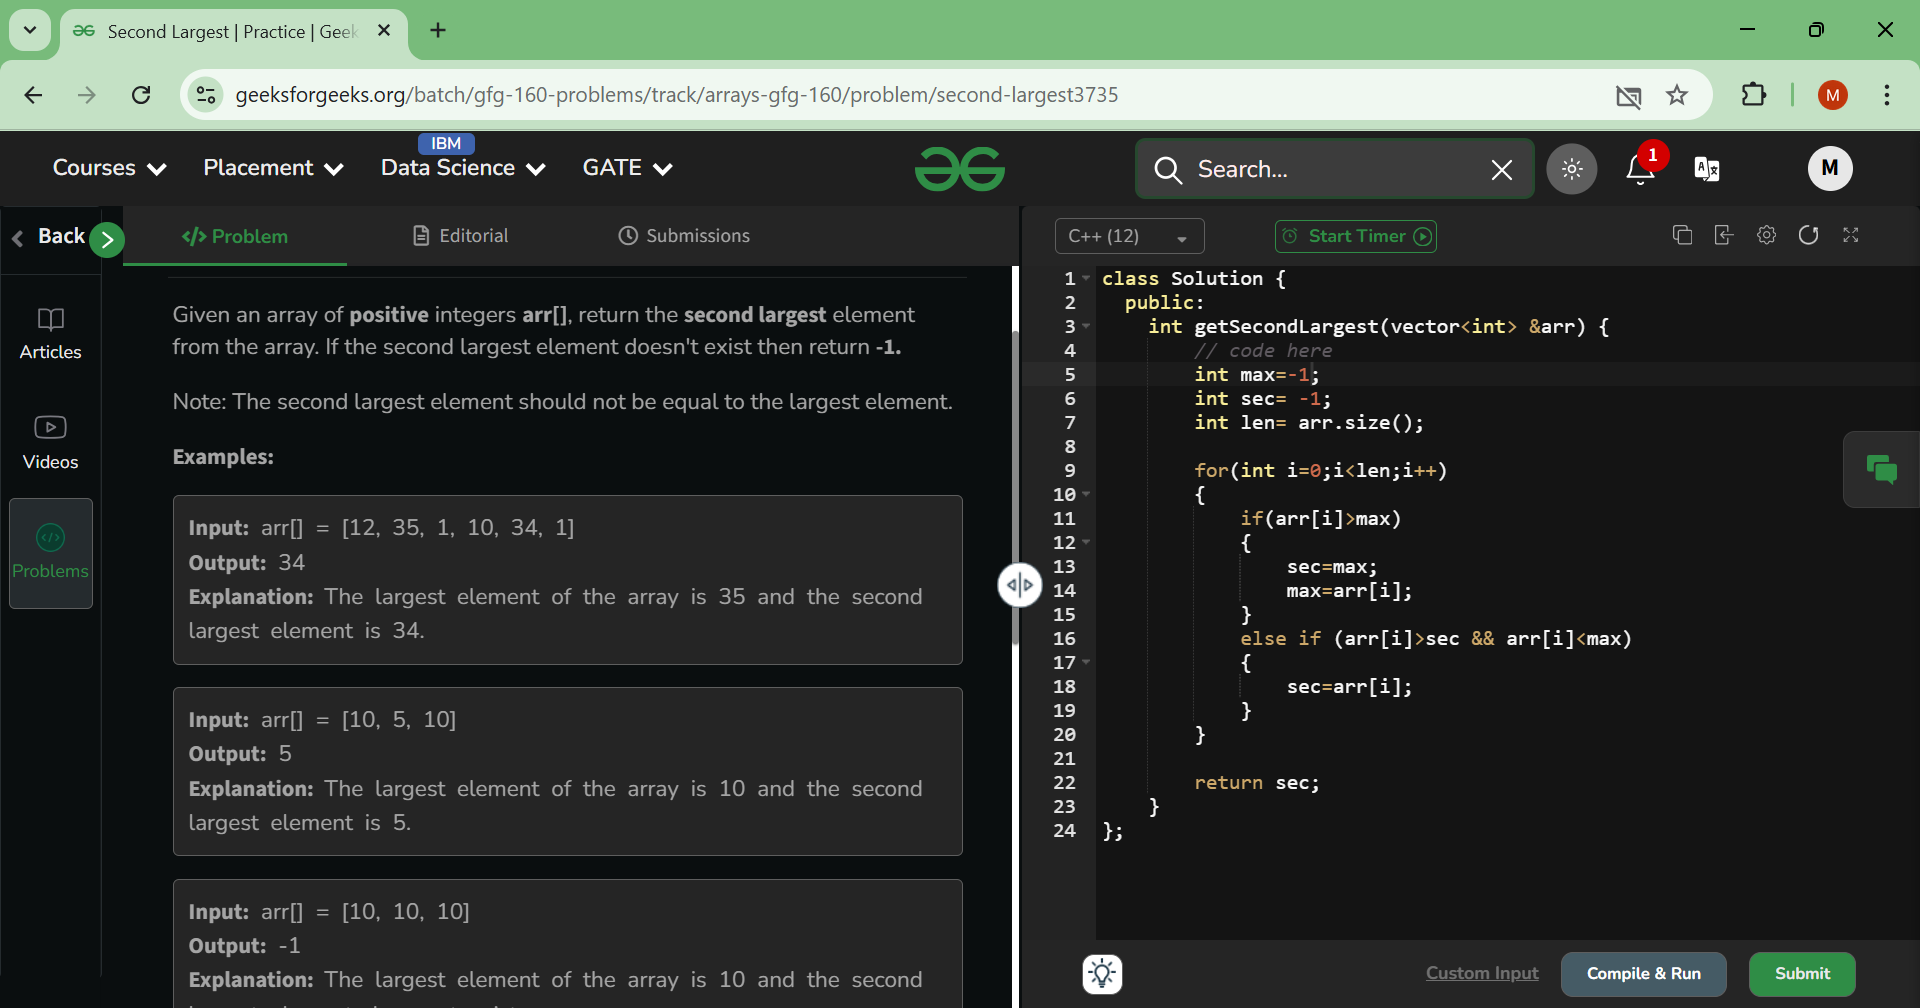 Second Largest | Practice | Geek
geeksforgeeks.org/batch/gfg-160-problems/track/arrays-gfg-160/problem/second-largest3735
M
Courses
Placement
IBM
Data Science
GATE
Search...
1
M
Back
Problem
Editorial
Submissions
C++ (12)
Start Timer
Articles
Videos
Problems
Given an array of positive integers arr[], return the second largest element
from the array. If the second largest element doesn't exist then return -1.
Note: The second largest element should not be equal to the largest element.
Examples:
Input: arr[] = [12, 35, 1, 10, 34, 1]
Output: 34
Explanation: The largest element of the array is 35 and the second
largest element is 34.
Input: arr[] = [10, 5, 10]
Output: 5
Explanation: The largest element of the array is 10 and the second
largest element is 5.
Input: arr[] = [10, 10, 10]
Output: -1
Explanation: The largest element of the array is 10 and the second
1 class Solution {
2 public:
3 int getSecondLargest(vector<int> &arr) {
4 // code here
5 int max=-1;
6 int sec= -1;
7 int len= arr.size();
8
9 for(int i=0;i<len;i++)
10 {
11 if(arr[i]>max)
12 {
13 sec=max;
14 max=arr[i];
15 }
16 else if (arr[i]>sec && arr[i]<max)
17 {
18 sec=arr[i];
19 }
20 }
21
22 return sec;
23 }
24 };
Custom Input
Compile & Run
Submit